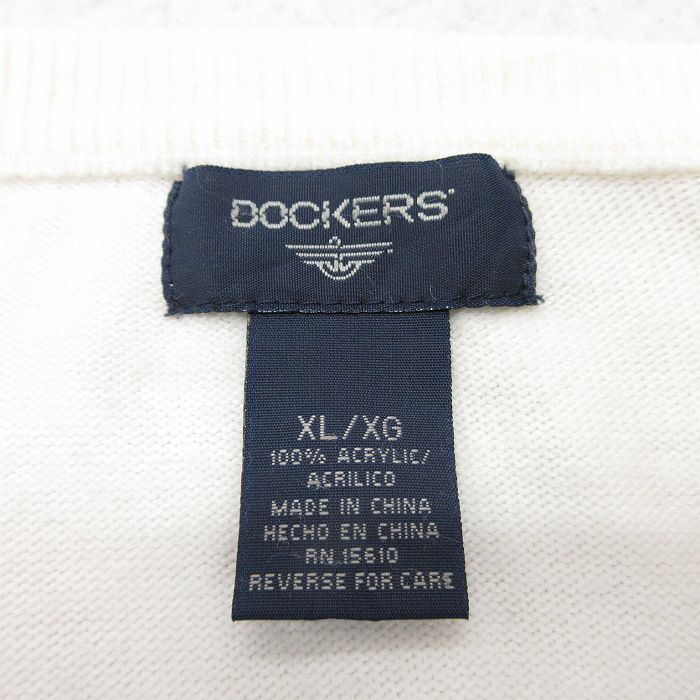 DOCKERS
XL/XG
100% ACRYLIC/
ACRILICO
MADE IN CHINA
HECHO EN CHINA
RN.15610
REVERSE FOR CARE